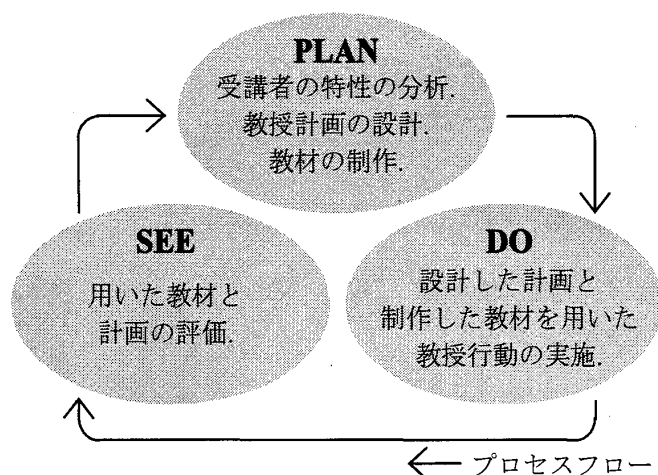 PLAN
受講者の特性の分析.
教授計画の設計.
教材の制作.
SEE
用いた教材と
計画の評価.
DO
設計した計画と
制作した教材を用いた
教授行動の実施.
プロセスフロー